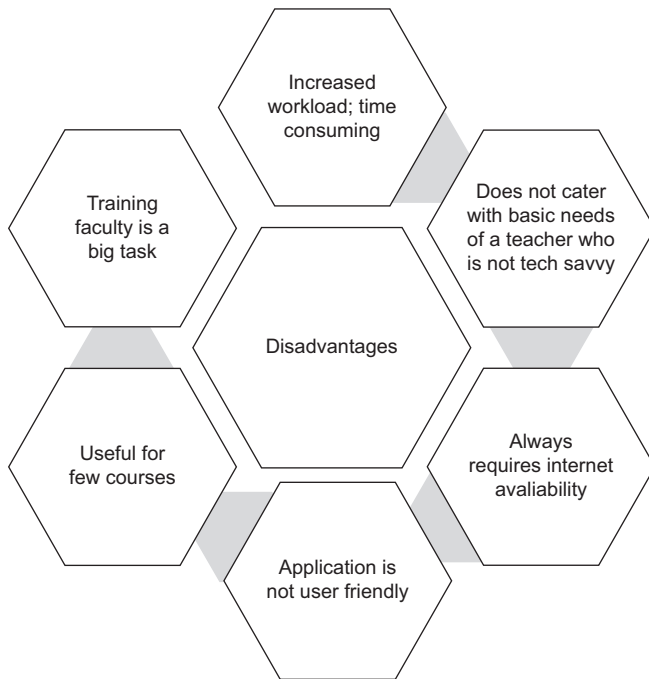 Increased
workload; time
consuming
Does not cater
with basic needs
of a teacher who
is not tech savvy
Always
requires internet
avaliability
Application is
not user friendly
Useful for
few courses
Training
faculty is a
big task
Disadvantages